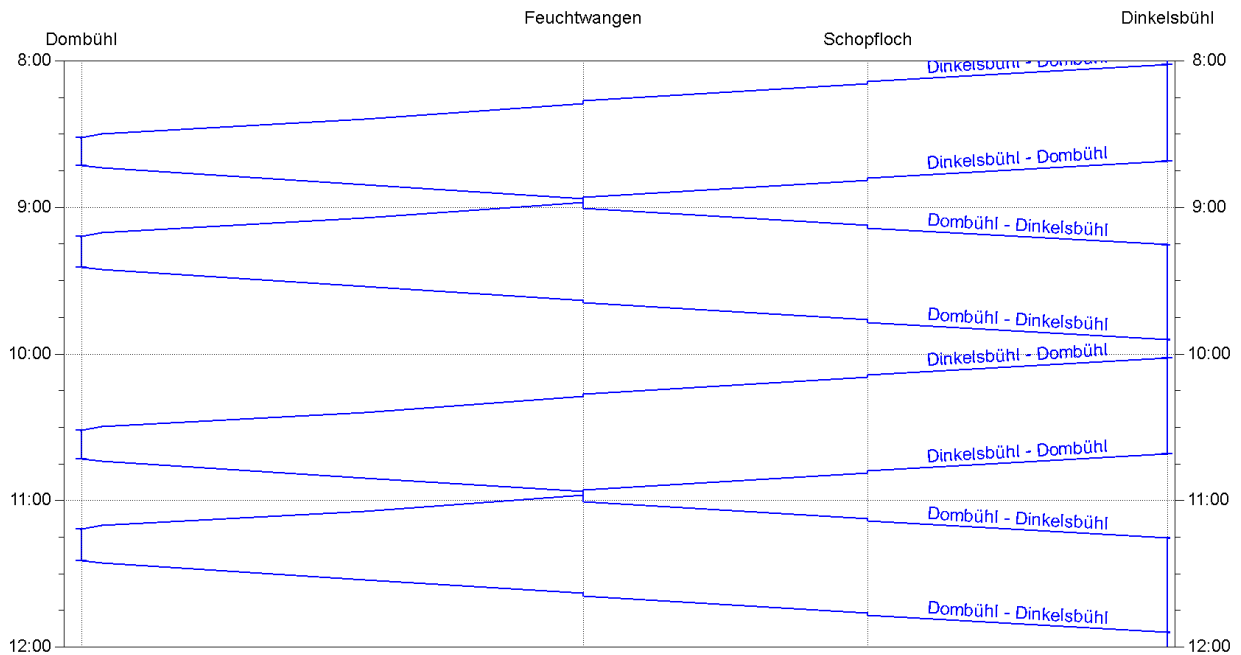 Feuchtwangen Dinkelsbühl
Dombühl Schopfloch
8:00 8:00
Dinkelsbühl - Dombühl
Dinkelsbühl - Dombühl
9:00 9:00
Dombühl - Dinkelsbühl
Dombühl - Dinkelsbühl
10:00 10:00
Dinkelsbühl - Dombühl
Dinkelsbühl - Dombühl
11:00 11:00
Dombühl - Dinkelsbühl
Dombühl - Dinkelsbühl
12:00 12:00